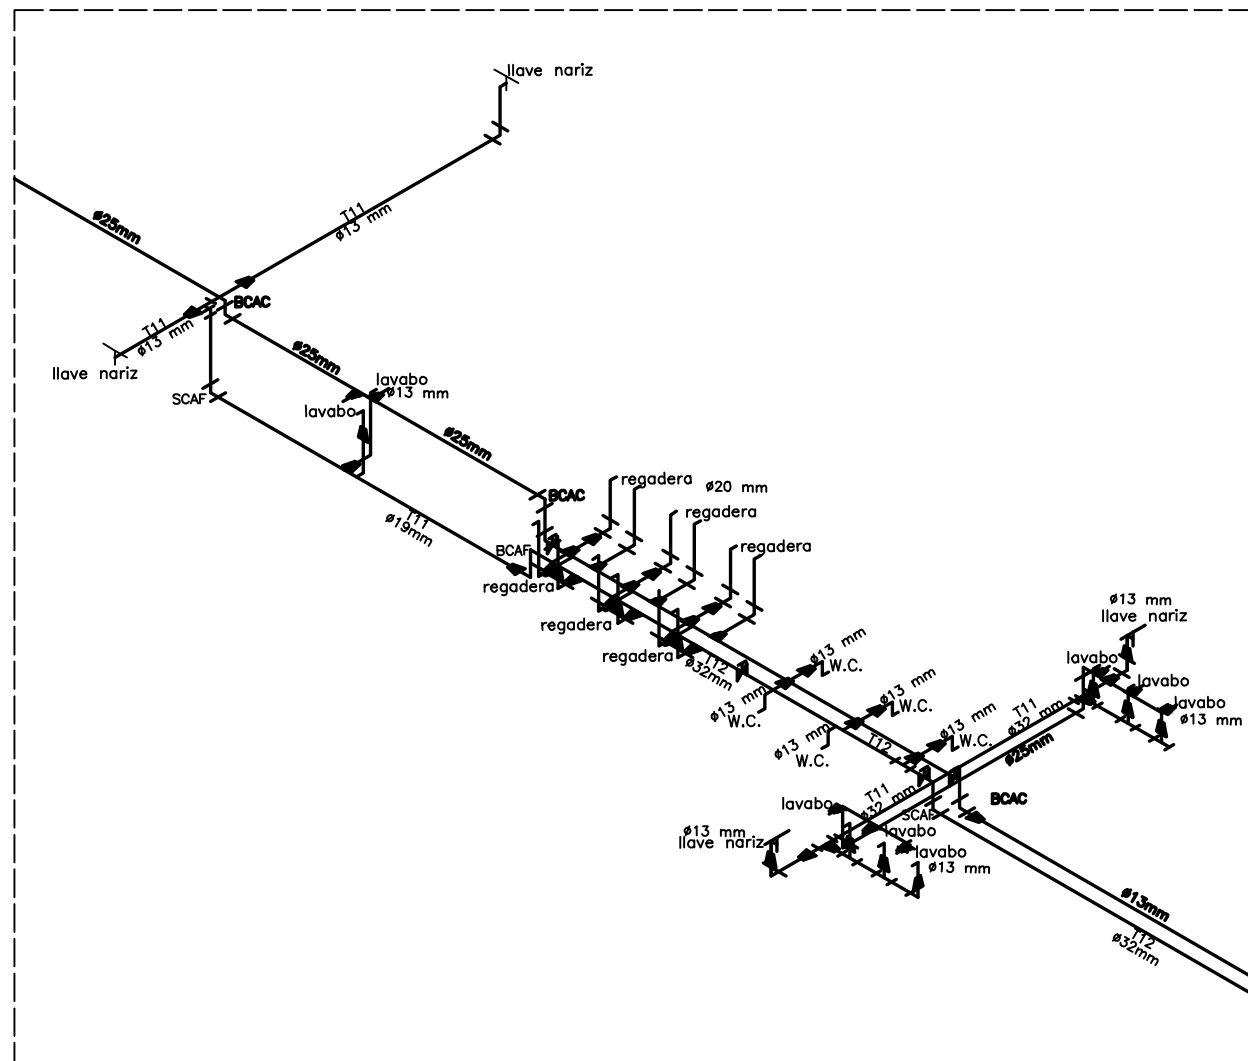 llave nariz
T11
ø13 mm
ø25mm
BCAC
T11
ø13 mm
llave nariz
ø25mm
lavabo
ø13 mm
SCAF
lavabo
ø25mm
BCAC
regadera
ø20 mm
regadera
T11
ø19mm
regadera
BCAF
regadera
regadera
regadera
T12
ø32mm
ø13 mm
W.C.
ø13 mm
W.C.
ø13 mm
W.C.
ø13 mm
W.C.
ø13 mm
W.C.
T12
ø13 mm
llave nariz
lavabo
lavabo
lavabo
ø13 mm
T11
ø32 mm
ø25mm
T11
ø32 mm
BCAC
SCAF
lavabo
ø13 mm
llave nariz
lavabo
lavabo
ø13 mm
ø13mm
T12
ø32mm